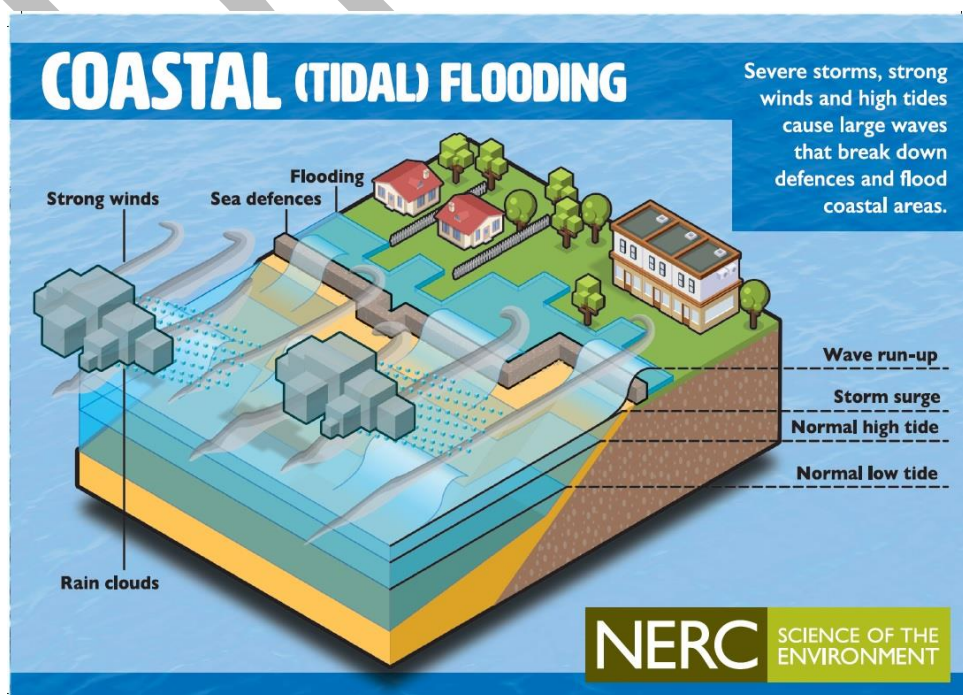 COASTAL (TIDAL) FLOODING
Severe storms, strong
winds and high tides
cause large waves
that break down
defences and flood
coastal areas.
Flooding
Strong winds
Sea defences
Wave run-up
Storm surge
Normal high tide
Normal low tide
Rain clouds
NERC
SCIENCE OF THE
ENVIRONMENT